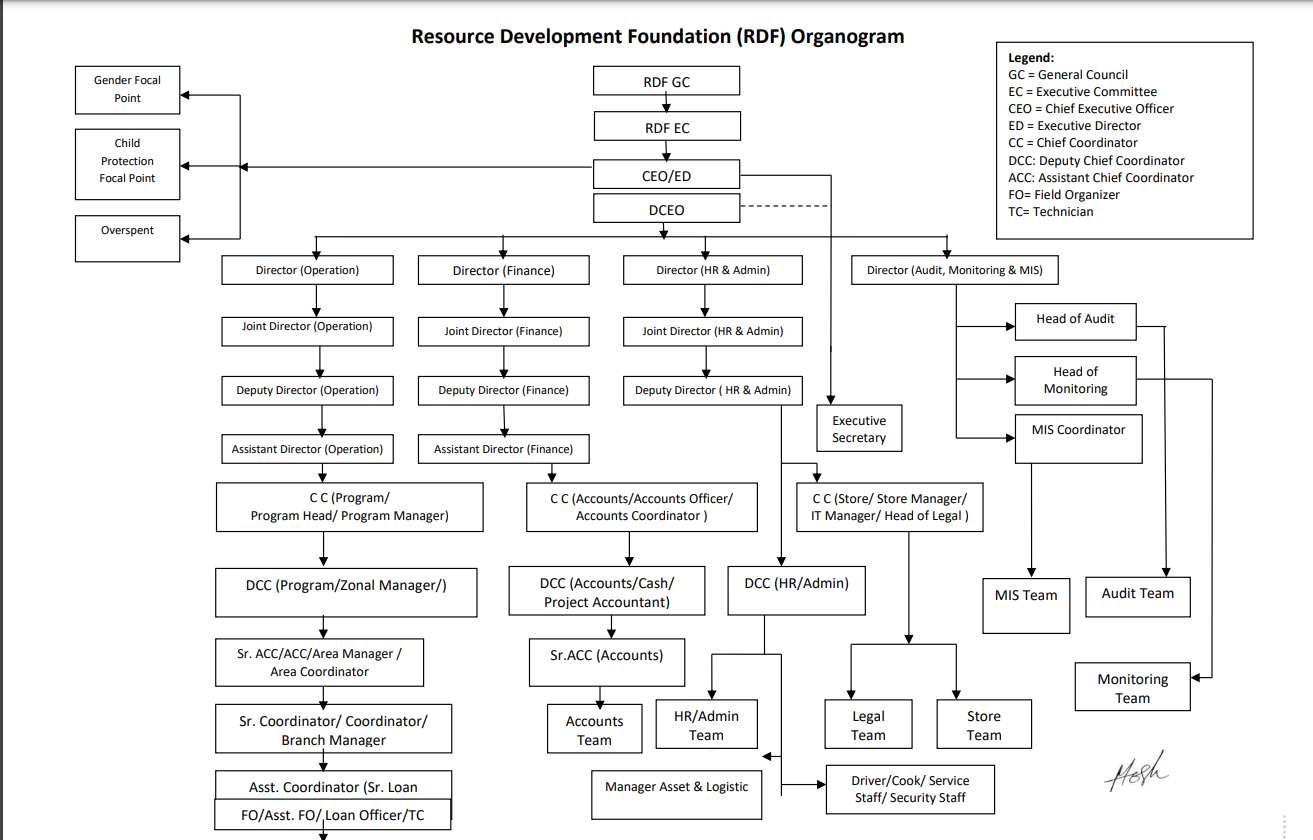 Resource Development Foundation (RDF) Organogram
Legend:
GC = General Council
EC = Executive Committee
CEO = Chief Executive Officer
ED = Executive Director
CC = Chief Coordinator
DCC: Deputy Chief Coordinator
ACC: Assistant Chief Coordinator
FO= Field Organizer
TC= Technician
Gender Focal
Point
Child
Protection
Focal Point
Overspent
RDF GC
RDF EC
CEO/ED
DCEO
Director (Operation)
Director (Finance)
Director (HR & Admin)
Director (Audit, Monitoring & MIS)
Joint Director (Operation)
Joint Director (Finance)
Joint Director (HR & Admin)
Head of Audit
Deputy Director (Operation)
Deputy Director (Finance)
Deputy Director ( HR & Admin)
Head of
Monitoring
Executive
Secretary
MIS Coordinator
Assistant Director (Operation)
Assistant Director (Finance)
C C (Program/
Program Head/ Program Manager)
C C (Accounts/Accounts Officer/
Accounts Coordinator )
C C (Store/ Store Manager/
IT Manager/ Head of Legal )
DCC (Program/Zonal Manager/)
DCC (Accounts/Cash/
Project Accountant)
DCC (HR/Admin)
MIS Team
Audit Team
Sr. ACC/ACC/Area Manager /
Area Coordinator
Sr.ACC (Accounts)
Monitoring
Team
Sr. Coordinator/ Coordinator/
Branch Manager
Accounts
Team
HR/Admin
Team
Legal
Team
Store
Team
Asst. Coordinator (Sr. Loan
FO/Asst. FO/ Loan Officer/TC
Manager Asset & Logistic
Driver/Cook/ Service
Staff/ Security Staff